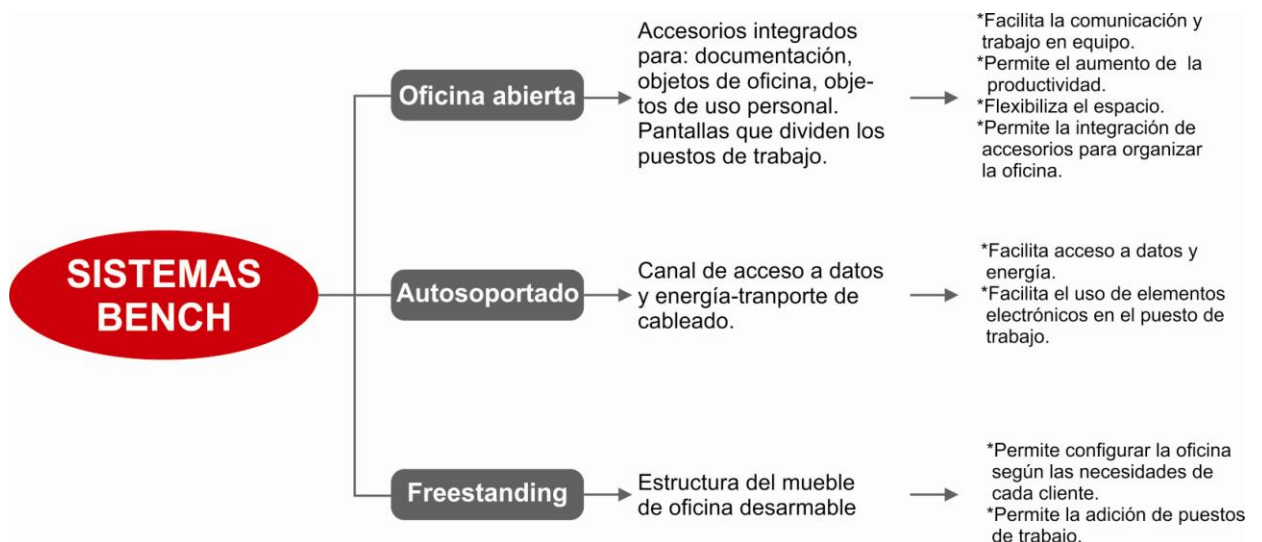 SISTEMAS
BENCH
Oficina abierta
Accesorios integrados
para: documentación,
objetos de oficina, obje-
tos de uso personal.
Pantallas que dividen los
puestos de trabajo.
*Facilita la comunicación y
trabajo en equipo.
*Permite el aumento de la
productividad.
*Flexibiliza el espacio.
*Permite la integración de
accesorios para organizar
la oficina.
Autosoportado
Canal de acceso a datos
y energía-tranporte de
cableado.
*Facilita acceso a datos y
energía.
*Facilita el uso de elementos
electrónicos en el puesto de
trabajo.
Freestanding
Estructura del mueble
de oficina desarmable
*Permite configurar la oficina
según las necesidades de
cada cliente.
*Permite la adición de puestos
de trabajo.